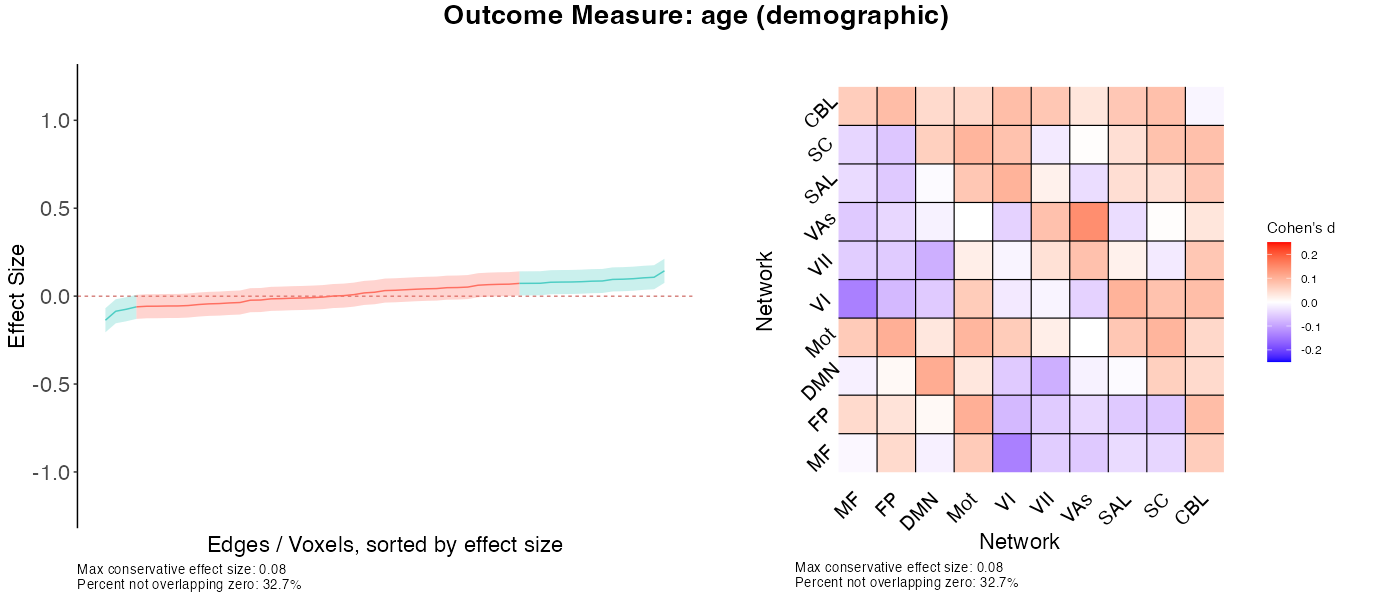 Outcome Measure: age (demographic)
1.0
0.5
0.0
-0.5
-1.0
Effect Size
Edges / Voxels, sorted by effect size
Max conservative effect size: 0.08
Percent not overlapping zero: 32.7%
CBL
SC
SAL
VAs
VII
VI
Mot
DMN
FP
MF
Network
MF FP DMN Mot VI VII VAs SAL SC CBL
Network
Max conservative effect size: 0.08
Percent not overlapping zero: 32.7%
Cohen's d
0.2
0.1
0.0
-0.1
-0.2